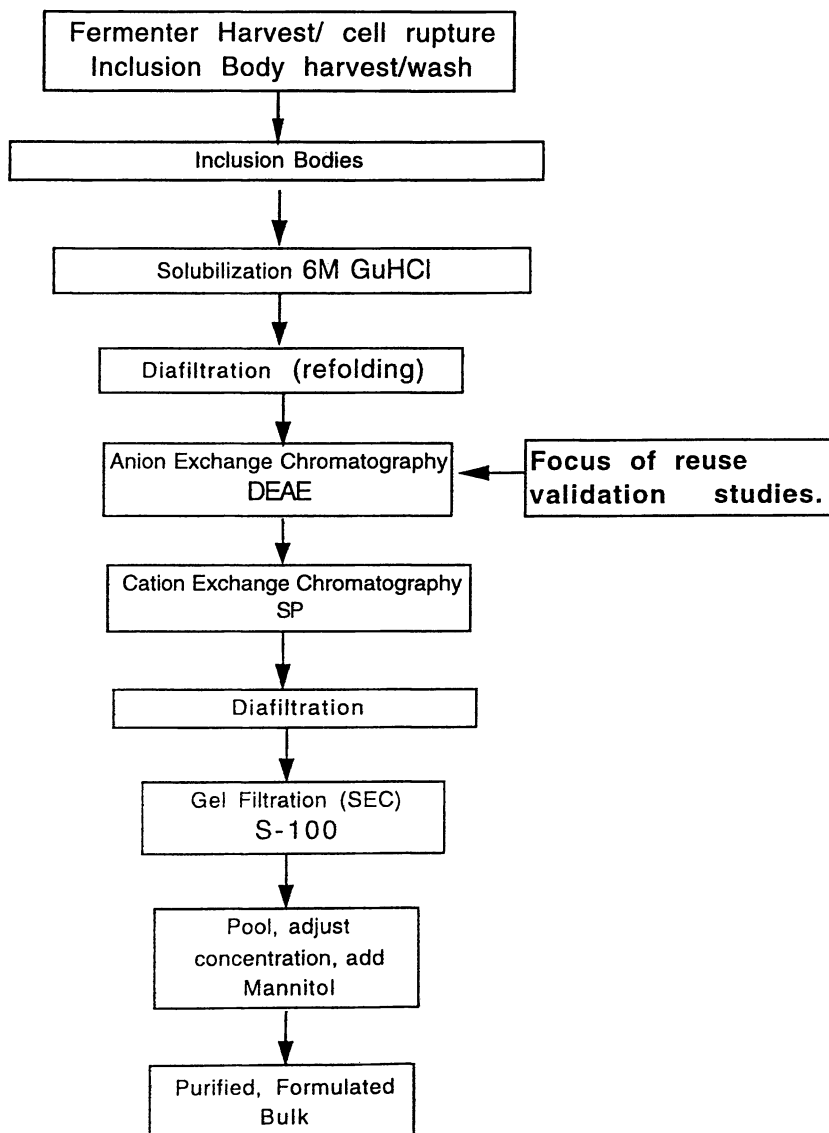 Fermenter Harvest/ cell rupture
Inclusion Body harvest/wash
Inclusion Bodies
Solubilization 6M GuHCl
Diafiltration (refolding)
Anion Exchange Chromatography
DEAE
Focus of reuse
validation studies.
Cation Exchange Chromatography
SP
Diafiltration
Gel Filtration (SEC)
S-100
Pool, adjust
concentration, add
Mannitol
Purified, Formulated
Bulk